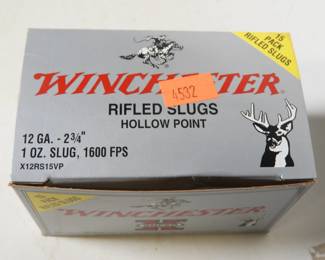 15
PACK
RIFLED SLUGS
WINCHESTER
4532
RIFLED SLUGS
HOLLOW POINT
12 GA. - 2¾"
1 OZ. SLUG, 1600 FPS
X12RS15VP
WINCHESTER